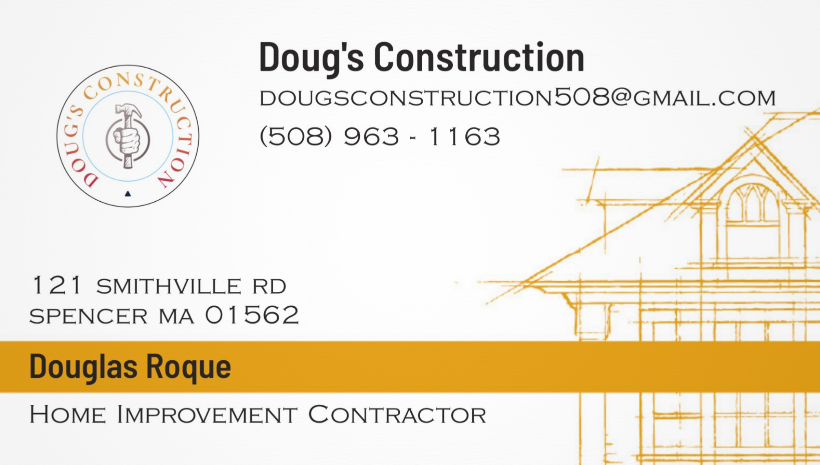 Doug's Construction
DOUGSCONSTRUCTION508@GMAIL.COM
(508) 963 - 1163
DOUG'S CONSTRUCTION
121 SMITHVILLE RD
SPENCER MA 01562
Douglas Roque
HOME IMPROVEMENT CONTRACTOR